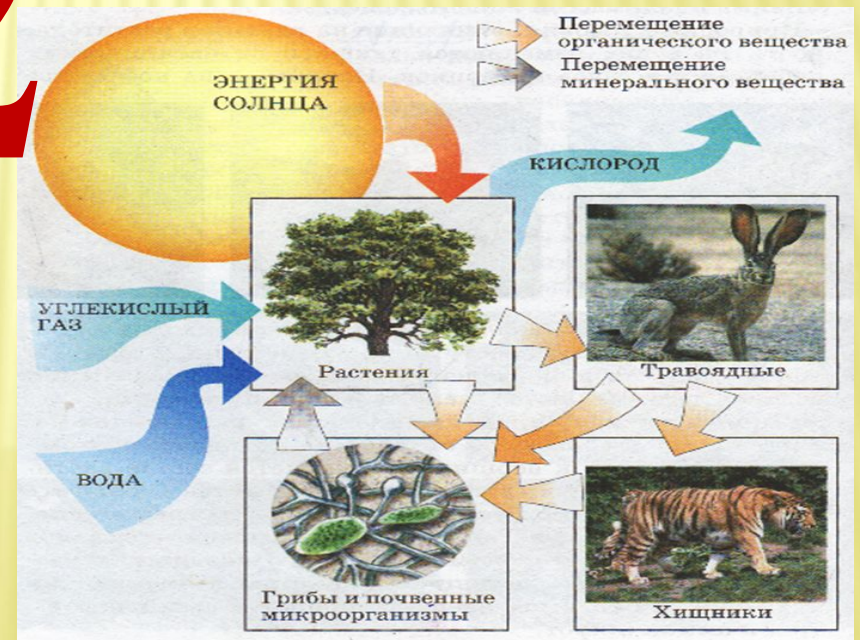 Перемещение
органического вещества
Перемещение
минерального вещества
ЭНЕРГИЯ
СОЛНЦА
КИСЛОРОД
УГЛЕКИСЛЫЙ
ГАЗ
Растения
Травоядные
ВОДА
Грибы и почвенные
микроорганизмы
Хищники